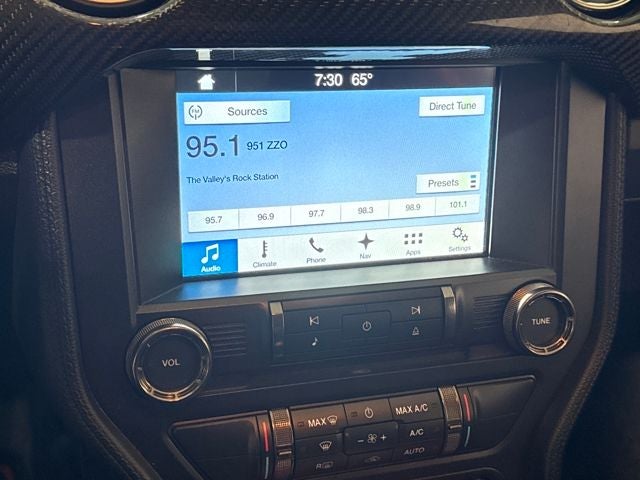 7:30 65°
FM Sources Direct Tune
95.1 951 ZZO
The Valley's Rock Station
Presets
95.7 96.9 97.7 98.3 98.9 101.1
Audio Climate Phone Nav Apps Settings
VOL
TUNE
MAX MAX A/C
A/C
R AUTO